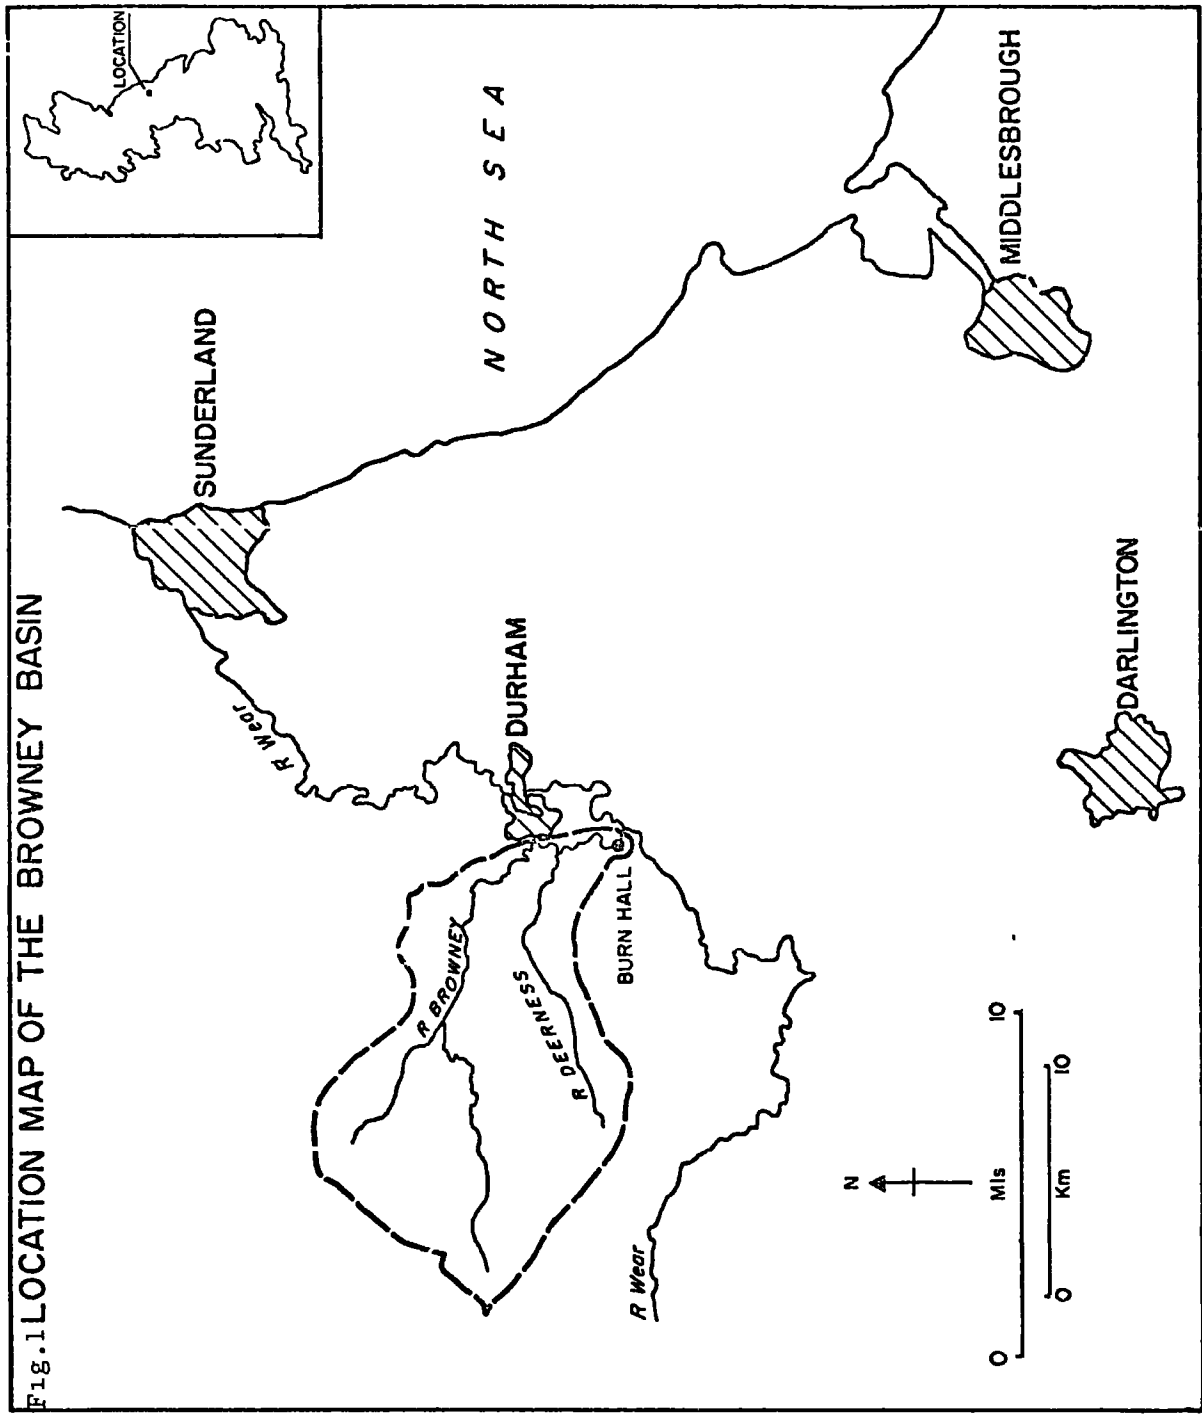 Fig.1 LOCATION MAP OF THE BROWNEY BASIN
LOCATION
SUNDERLAND
NORTH SEA
R Wear
DURHAM
R BROWNEY
R DEERNESS
BURN HALL
MIDDLESBROUGH
DARLINGTON
R Wear
N
0 Mls 10
0 Km 10